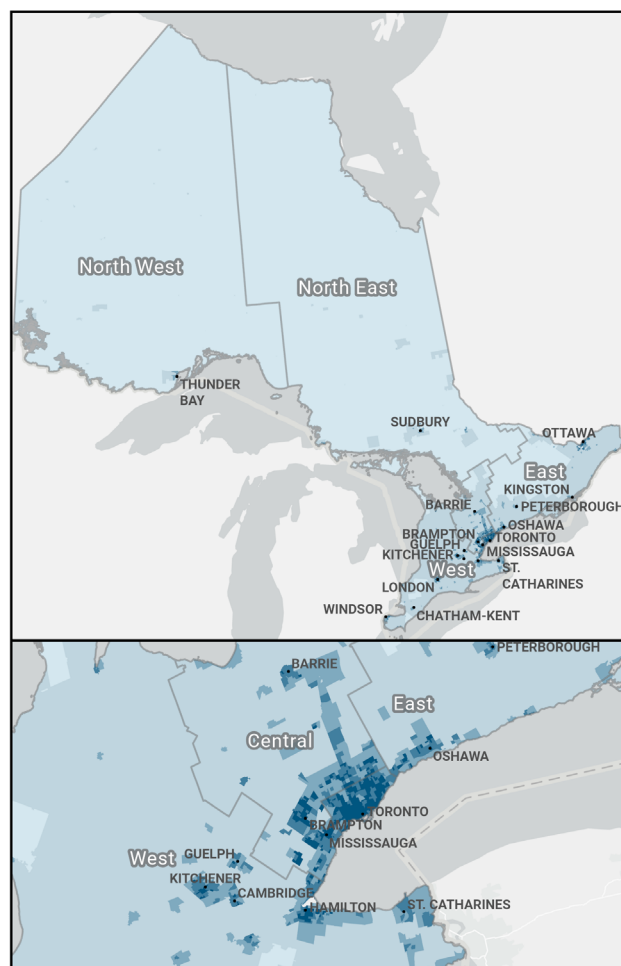 North West
North East
THUNDER
BAY
SUDBURY
OTTAWA
East
KINGSTON
BARRIE
PETERBOROUGH
OSHAWA
BRAMPTON
TORONTO
GUELPH
MISSISSAUGA
KITCHENER
West
ST.
CATHARINES
LONDON
WINDSOR
CHATHAM-KENT
PETERBOROUGH
BARRIE
East
Central
OSHAWA
TORONTO
BRAMPTON
MISSISSAUGA
GUELPH
West
KITCHENER
CAMBRIDGE
HAMILTON
ST. CATHARINES